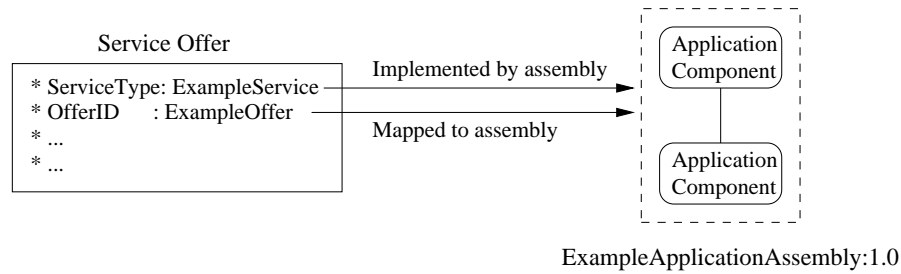 Service Offer
* ServiceType: ExampleService
* OfferID : ExampleOffer
* ...
* ...
Implemented by assembly
Mapped to assembly
Application
Component
Application
Component
ExampleApplicationAssembly:1.0